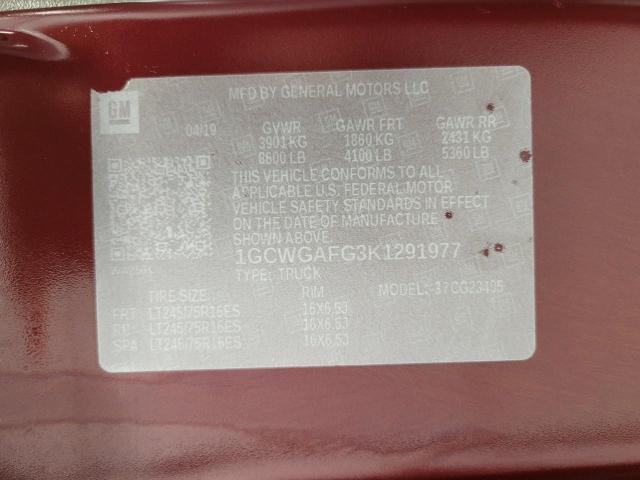 MFD BY GENERAL MOTORS LLC
GM
04/19 GVWR GAWR FRT GAWR RR
3901 KG 1860 KG 2431 KG
8600 LB 4100 LB 5360 LB
THIS VEHICLE CONFORMS TO ALL
APPLICABLE U.S. FEDERAL MOTOR
VEHICLE SAFETY STANDARDS IN EFFECT
ON THE DATE OF MANUFACTURE
SHOWN ABOVE.
1GCWGAFG3K1291977
TYPE: TRUCK
TIRE SIZE RIM MODEL:
FRT LT245/75R16ES 16X6.5J
RR LT245/75R16ES 16X6.5J
SPA LT245/75R16ES 16X6.5J